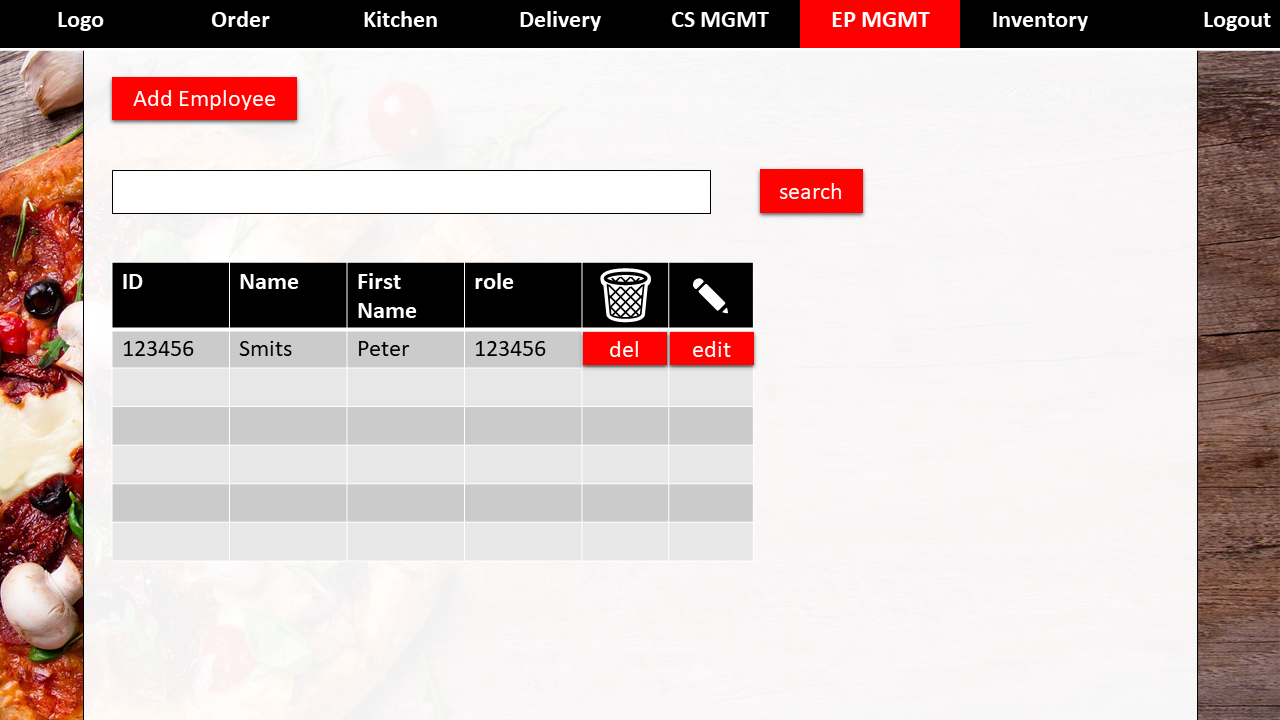 Logo Order Kitchen Delivery CS MGMT EP MGMT Inventory Logout
Add Employee
search
ID Name First Name role
123456 Smits Peter 123456 del edit